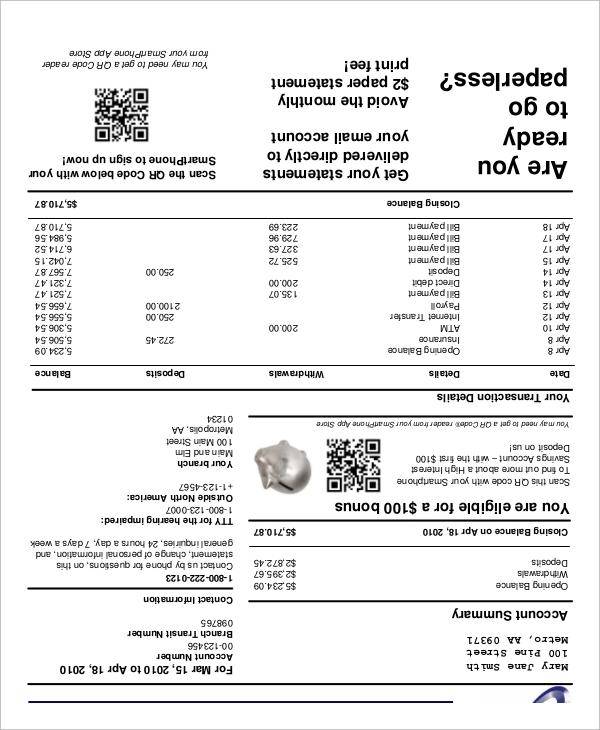 Mary Jane Smith
100 Pine Street
Metro, AA 09371
For Mar 15, 2010 to Apr 18, 2010
Account Number
00-123456
Branch Transit Number
098765
Account Summary
Opening Balance $5,234.09
Withdrawals $2,395.67
Deposits $2,872.45
Closing Balance on Apr 18, 2010 $5,710.87
You are eligible for a $100 bonus
Scan this QR code with your Smartphone
To find out more about a High Interest
Savings Account – with the first $100
Deposit on us!
You may need to get a QR Code® reader from your SmartPhone App Store
Contact Information
1-800-222-0123
Contact us by phone for questions, on this
statement, change of personal information, and
general inquiries, 24 hours a day, 7 days a week
TTY for the hearing impaired:
1-800-123-0007
Outside North America:
+1-123-4567
Your branch
Main and Elm
100 Main Street
Metropolis, AA
01234
Your Transaction Details
Date Details Withdrawals Deposits Balance
Apr 8 Opening Balance 5,234.09
Apr 8 Insurance 272.45 5,506.54
Apr 10 ATM 200.00 5,306.54
Apr 12 Internet Transfer 250.00 5,556.54
Apr 12 Payroll 2100.00 7,656.54
Apr 13 Bill payment 135.07 7,521.47
Apr 14 Direct debit 200.00 7,321.47
Apr 14 Deposit 250.00 7,567.87
Apr 15 Bill payment 525.72 7,042.15
Apr 17 Bill payment 327.63 6,714.52
Apr 17 Bill payment 729.96 5,984.56
Apr 18 Bill payment 223.69 5,710.87
Closing Balance $5,710.87
Are you
ready
to go
paperless?
Get your statements
delivered directly to
your email account
Avoid the monthly
$2 paper statement
print fee!
Scan the QR Code below with your
SmartPhone to sign up now!
You may need to get a QR Code reader
from your SmartPhone App Store